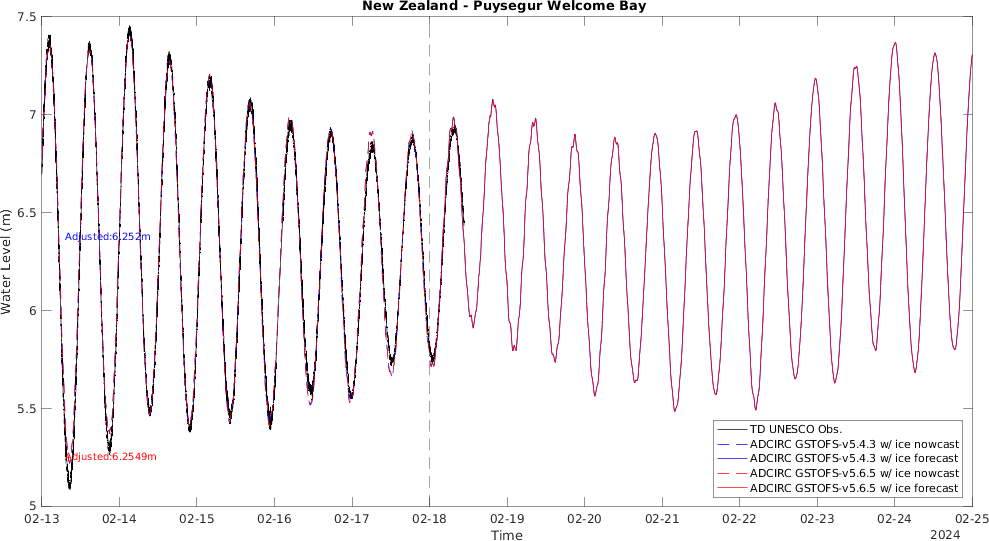 New Zealand - Puysegur Welcome Bay
7.5
7
6.5
6
5.5
5
Water Level (m)
Adjusted:6.252m
Adjusted:6.2549m
TD UNESCO Obs.
ADCIRC GSTOFS-v5.4.3 w/ ice nowcast
ADCIRC GSTOFS-v5.4.3 w/ ice forecast
ADCIRC GSTOFS-v5.6.5 w/ ice nowcast
ADCIRC GSTOFS-v5.6.5 w/ ice forecast
02-13 02-14 02-15 02-16 02-17 02-18 02-19 02-20 02-21 02-22 02-23 02-24 02-25
Time
2024